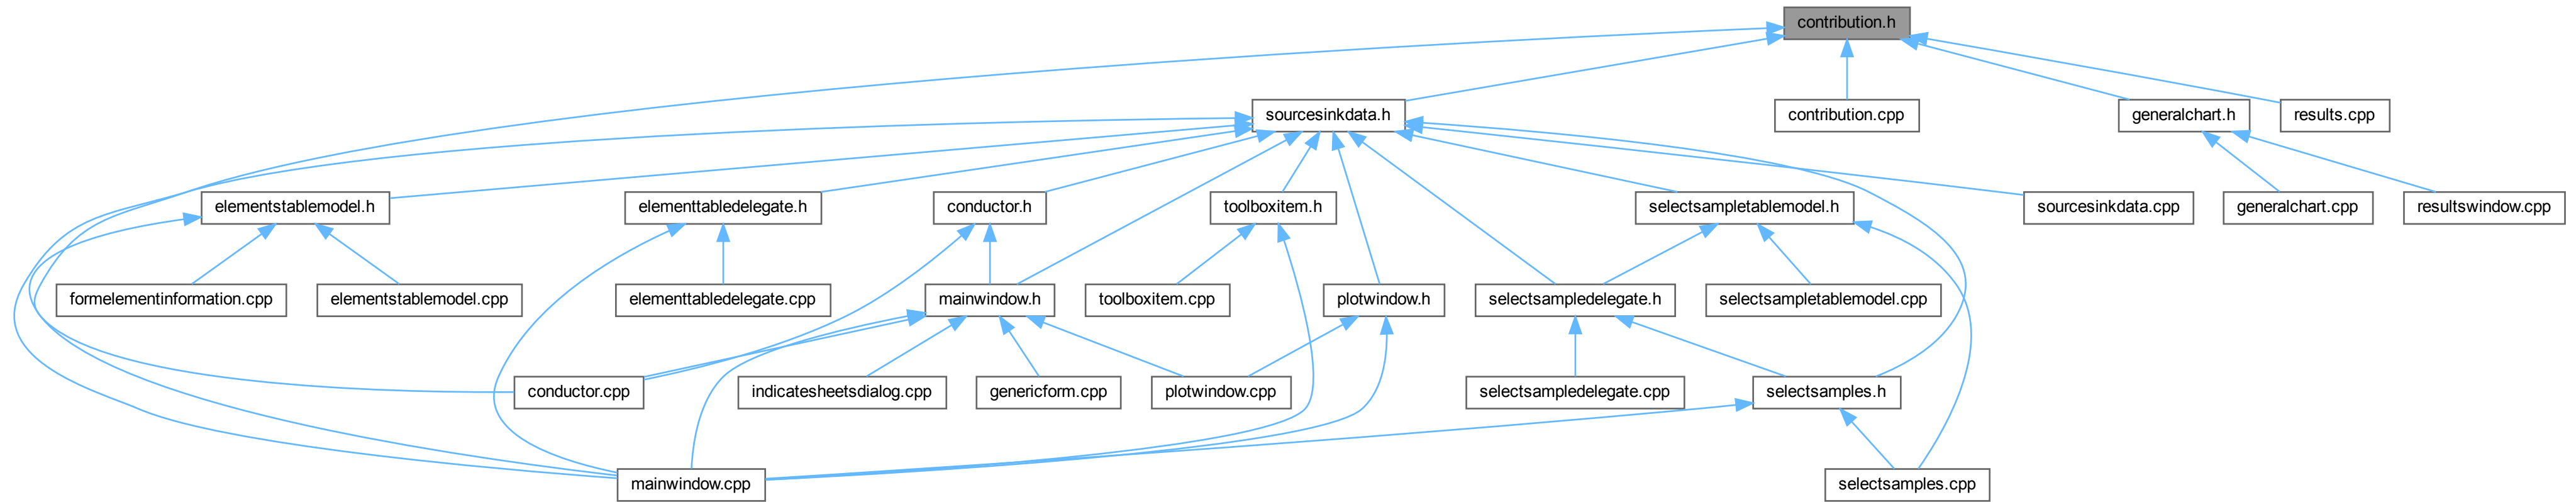 contribution.h
sourcesinkdata.h
contribution.cpp
generalchart.h
results.cpp
elementstablemodel.h
elementtabledelegate.h
conductor.h
toolboxitem.h
selectsampletablemodel.h
sourcesinkdata.cpp
generalchart.cpp
resultswindow.cpp
formelementinformation.cpp
elementstablemodel.cpp
elementtabledelegate.cpp
mainwindow.h
toolboxitem.cpp
plotwindow.h
selectsampledelegate.h
selectsampletablemodel.cpp
conductor.cpp
indicatesheetsdialog.cpp
genericform.cpp
plotwindow.cpp
selectsampledelegate.cpp
selectsamples.h
mainwindow.cpp
selectsamples.cpp